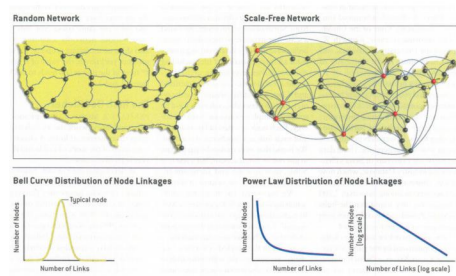 Random Network
Scale-Free Network
Bell Curve Distribution of Node Linkages
Power Law Distribution of Node Linkages
Typical node
Number of Nodes
Number of Links
Number of Nodes
Number of Links
Number of Nodes
(log scale)
Number of Links (log scale)